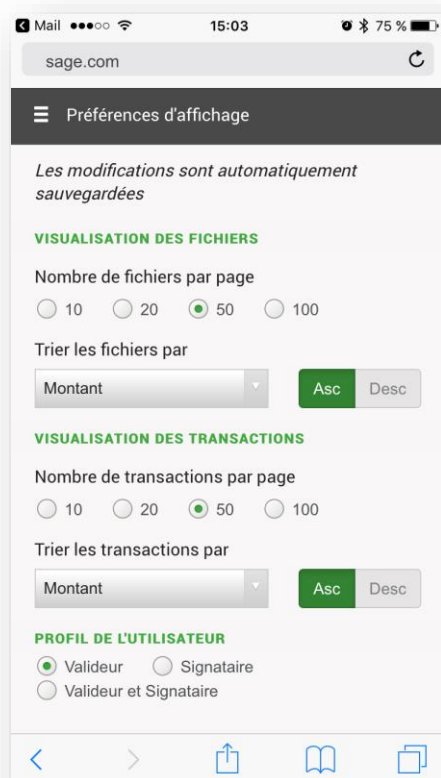 Mail 15:03 75 %
sage.com
Préférences d'affichage
Les modifications sont automatiquement
sauvegardées
VISUALISATION DES FICHIERS
Nombre de fichiers par page
10 20 50 100
Trier les fichiers par
Montant Asc Desc
VISUALISATION DES TRANSACTIONS
Nombre de transactions par page
10 20 50 100
Trier les transactions par
Montant Asc Desc
PROFIL DE L'UTILISATEUR
Valideur Signataire
Valideur et Signataire